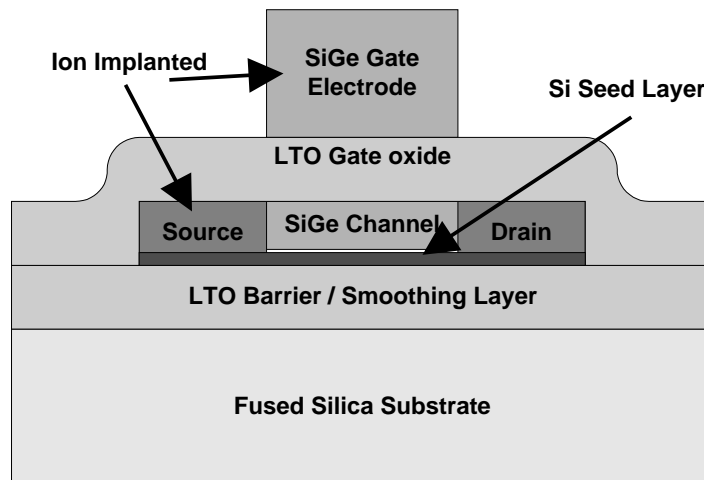 SiGe Gate
Electrode
Ion Implanted
Si Seed Layer
LTO Gate oxide
Source
SiGe Channel
Drain
LTO Barrier / Smoothing Layer
Fused Silica Substrate